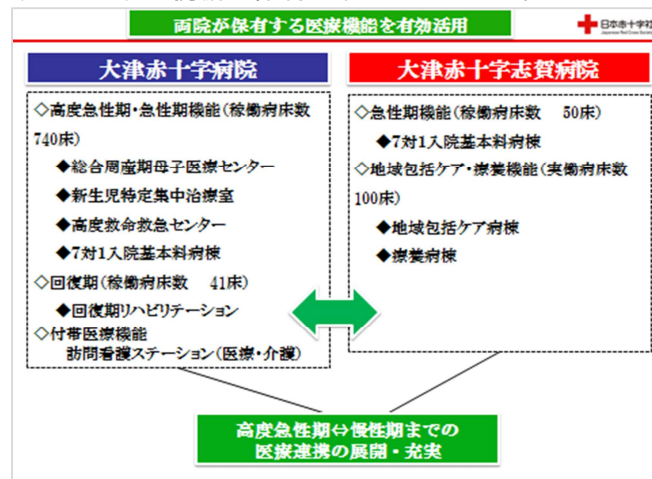 両院が保有する医療機能を有効活用
日本赤十字社
Japanese Red Cross Society
大津赤十字病院
◇高度急性期・急性期機能(稼働病床数
740床)
◆総合周産期母子医療センター
◆新生児特定集中治療室
◆高度救命救急センター
◆7対1入院基本料病棟
◇回復期(稼働病床数 41床)
◆回復期リハビリテーション
◇付帯医療機能
訪問看護ステーション(医療・介護)
大津赤十字志賀病院
◇急性期機能(稼働病床数 50床)
◆7対1入院基本料病棟
◇地域包括ケア・療養機能(実働病床数
100床)
◆地域包括ケア病棟
◆療養病棟
高度急性期⇔慢性期までの
医療連携の展開・充実